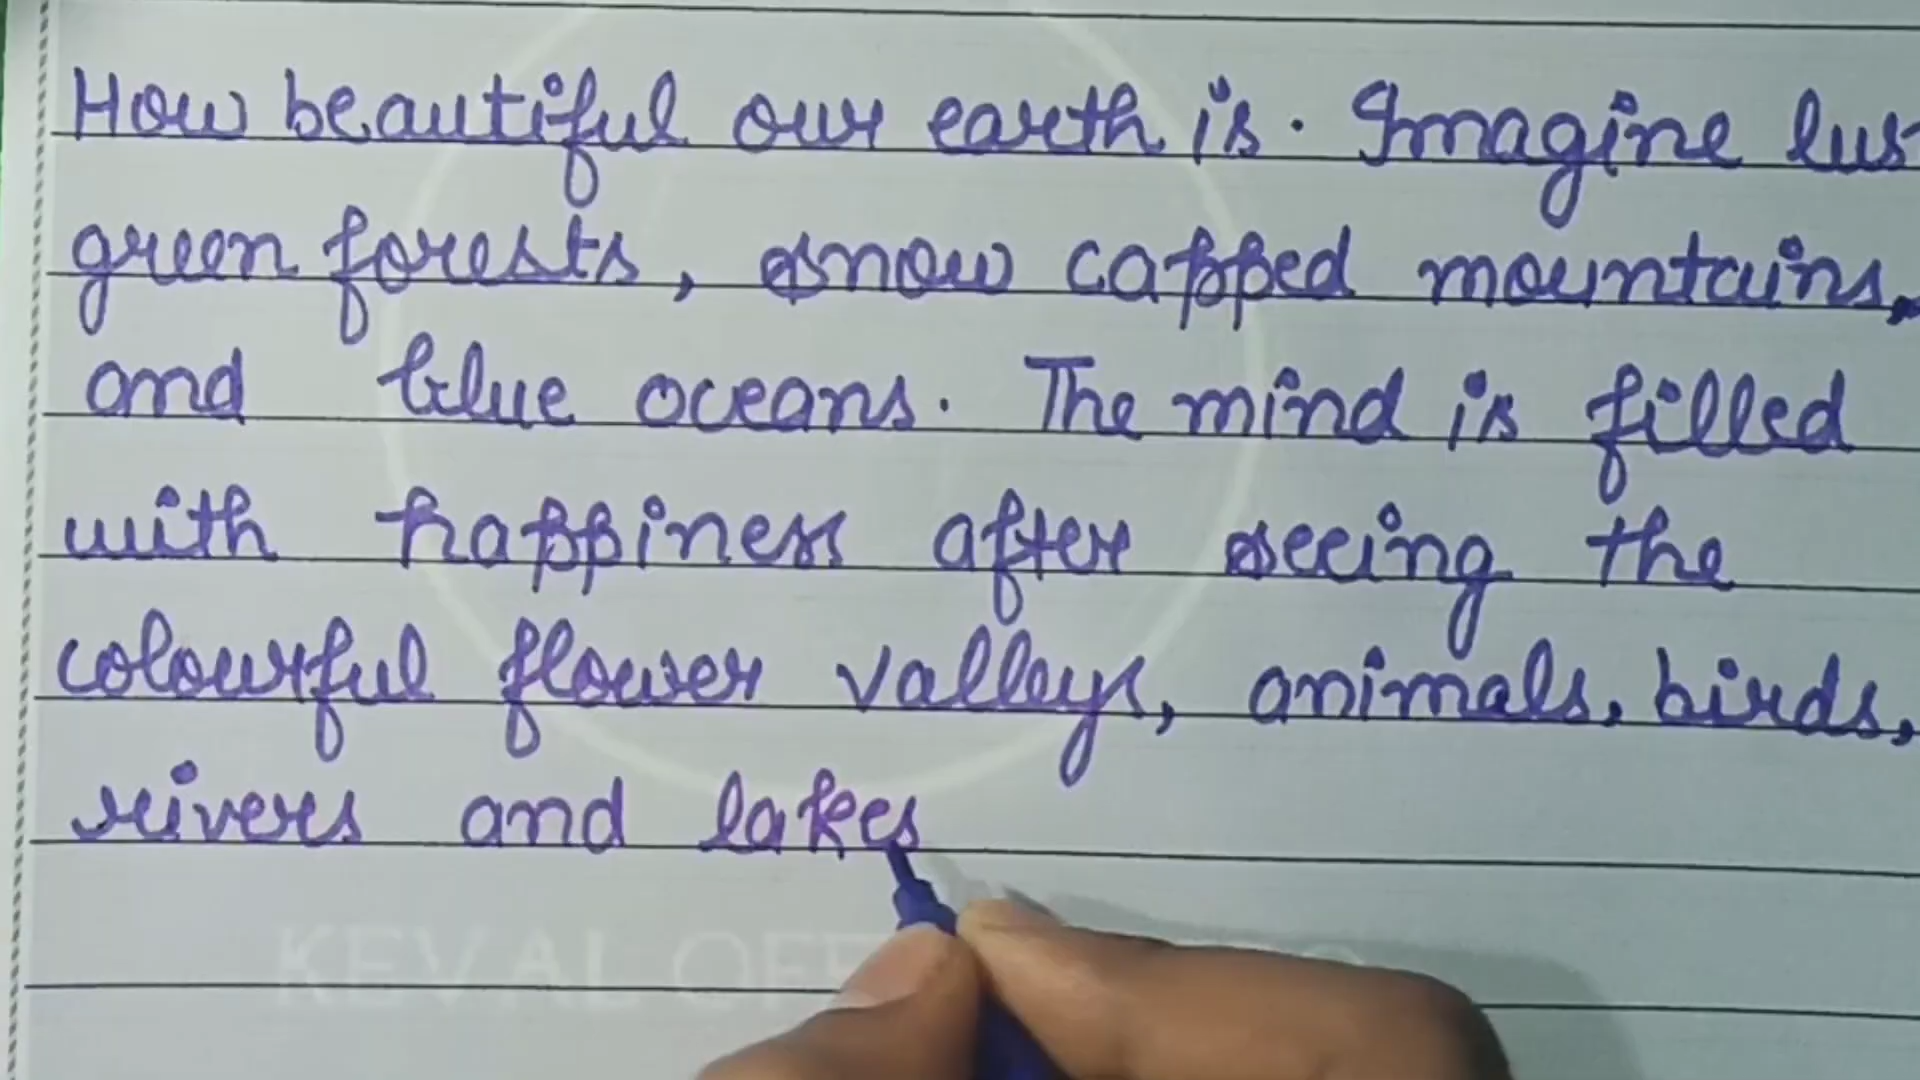 How beautiful our earth is. Imagine
green forests, snow capped mountains,
and blue oceans. The mind is filled
with happiness after seeing the
colourful flower valleys, animals, birds,
rivers and lakes
KEVAL